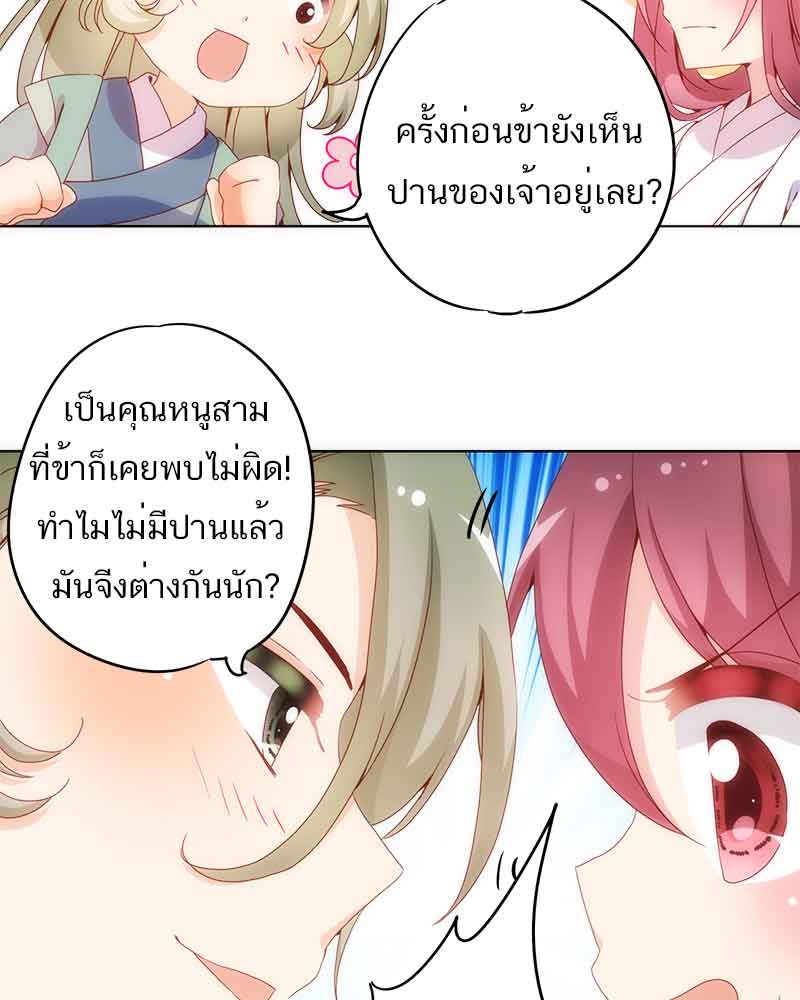 ครั้งก่อนข้ายังเห็น
ปานของเจ้าอยู่เลย?
เป็นคุณหนูสาม
ที่ข้าก็เคยพบไม่ผิด!
ทำไมไม่มีปานแล้ว
มันจีงต่างกันนัก?